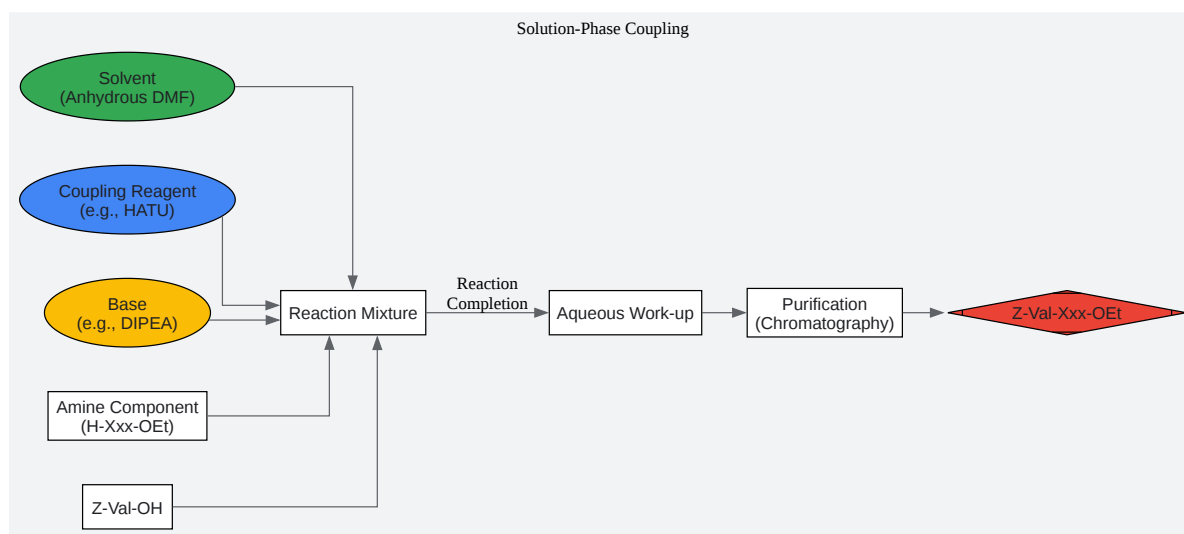 Solution-Phase Coupling
Solvent
(Anhydrous DMF)
Coupling Reagent
(e.g., HATU)
Base
(e.g., DIPEA)
Amine Component
(H-Xxx-OEt)
Z-Val-OH
Reaction Mixture
Reaction
Completion
Aqueous Work-up
Purification
(Chromatography)
Z-Val-Xxx-OEt